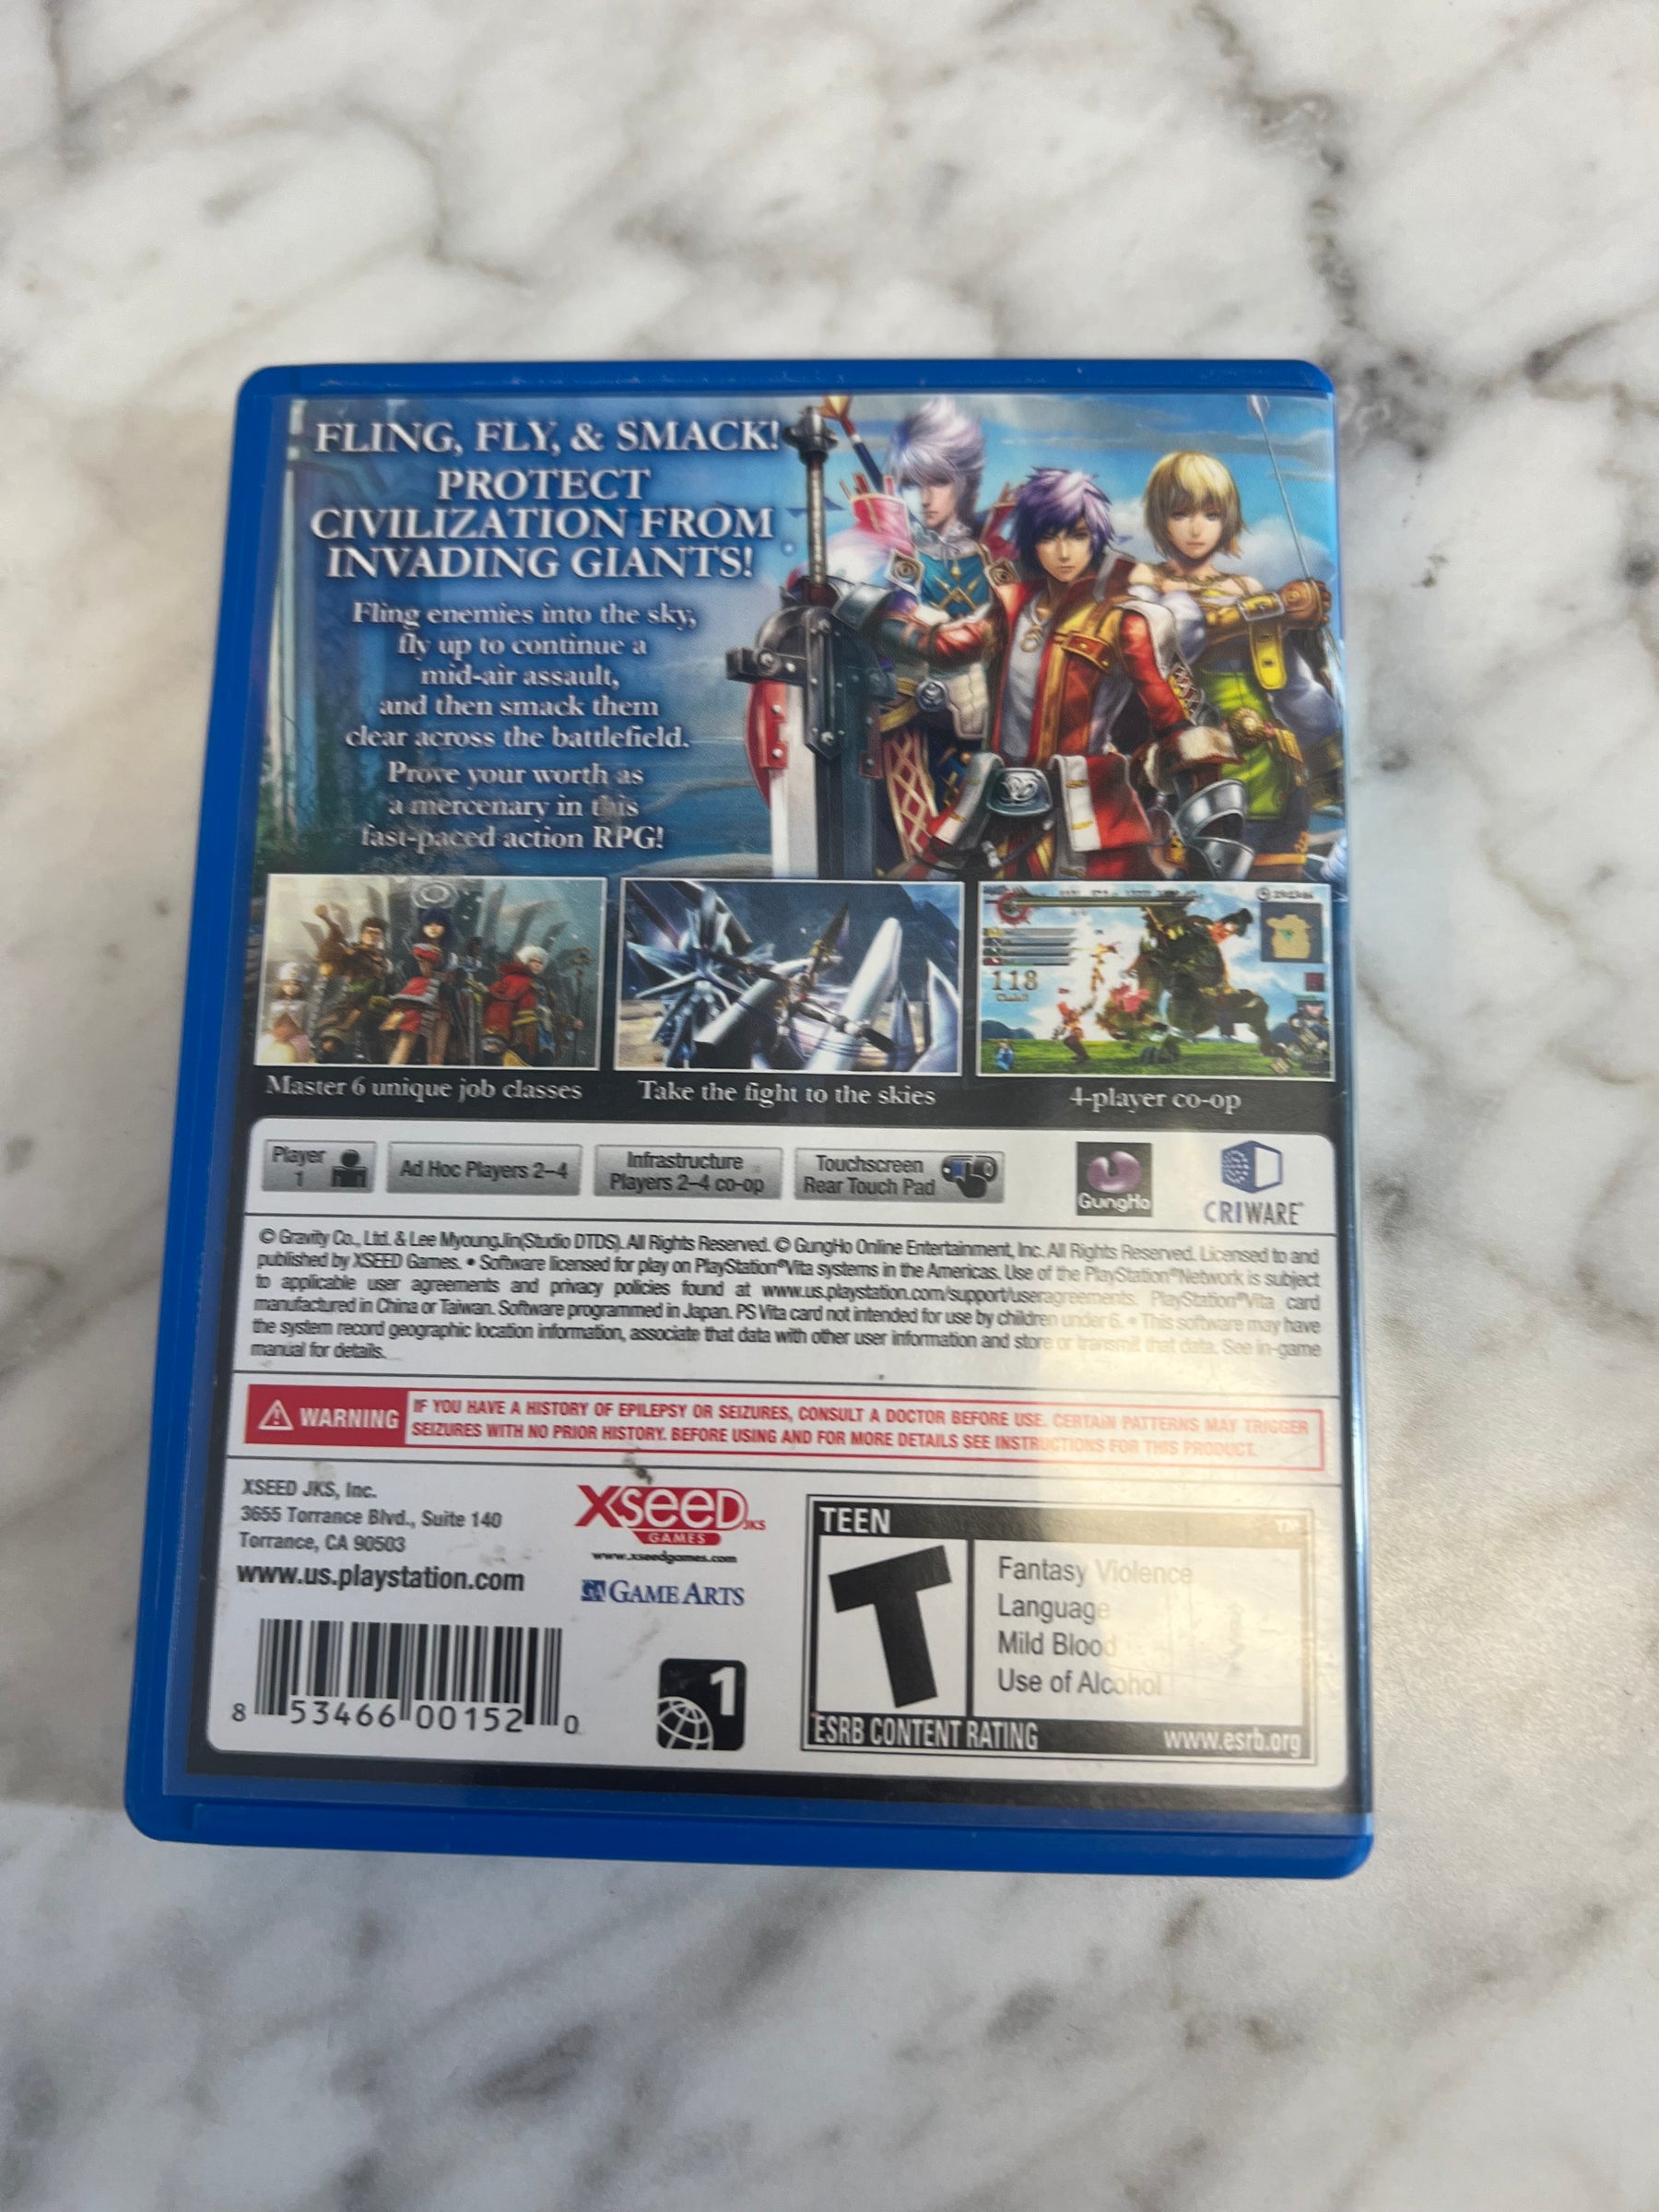 FLING, FLY, & SMACK!
PROTECT
CIVILIZATION FROM
INVADING GIANTS!
Fling enemies into the sky,
fly up to continue a
mid-air assault,
and then smack them
clear across the battlefield.
Prove your worth as
a mercenary in this
fast-paced action RPG!
118
Master 6 unique job classes
Take the fight to the skies
4-player co-op
Player
1
Ad Hoc Players 2–4
Infrastructure
Players 2–4 co-op
Touchscreen
Rear Touch Pad
GungHo
CRIWARE
© Gravity Co., Ltd. & Lee MyoungJin(Studio DTDS). All Rights Reserved. © GungHo Online Entertainment, Inc. All Rights Reserved. Licensed to and
published by XSEED Games. • Software licensed for play on PlayStation®Vita systems in the Americas. Use of the PlayStation®Network is subject
to applicable user agreements and privacy policies found at www.us.playstation.com/support/useragreements. PlayStation®Vita card
manufactured in China or Taiwan. Software programmed in Japan. PS Vita card not intended for use by children under 6. • This software may have
the system record geographic location information, associate that data with other user information and store or transmit that data. See in-game
manual for details.
WARNING
IF YOU HAVE A HISTORY OF EPILEPSY OR SEIZURES, CONSULT A DOCTOR BEFORE USE. CERTAIN PATTERNS MAY TRIGGER
SEIZURES WITH NO PRIOR HISTORY. BEFORE USING AND FOR MORE DETAILS SEE INSTRUCTIONS FOR THIS PRODUCT.
XSEED JKS, Inc.
3655 Torrance Blvd., Suite 140
Torrance, CA 90503
www.us.playstation.com
XSEED JKS
GAMES
www.xseedgames.com
GA GAME ARTS
8 53466 00152 0
1
TEEN
TM
T
Fantasy Violence
Language
Mild Blood
Use of Alcohol
ESRB CONTENT RATING
www.esrb.org